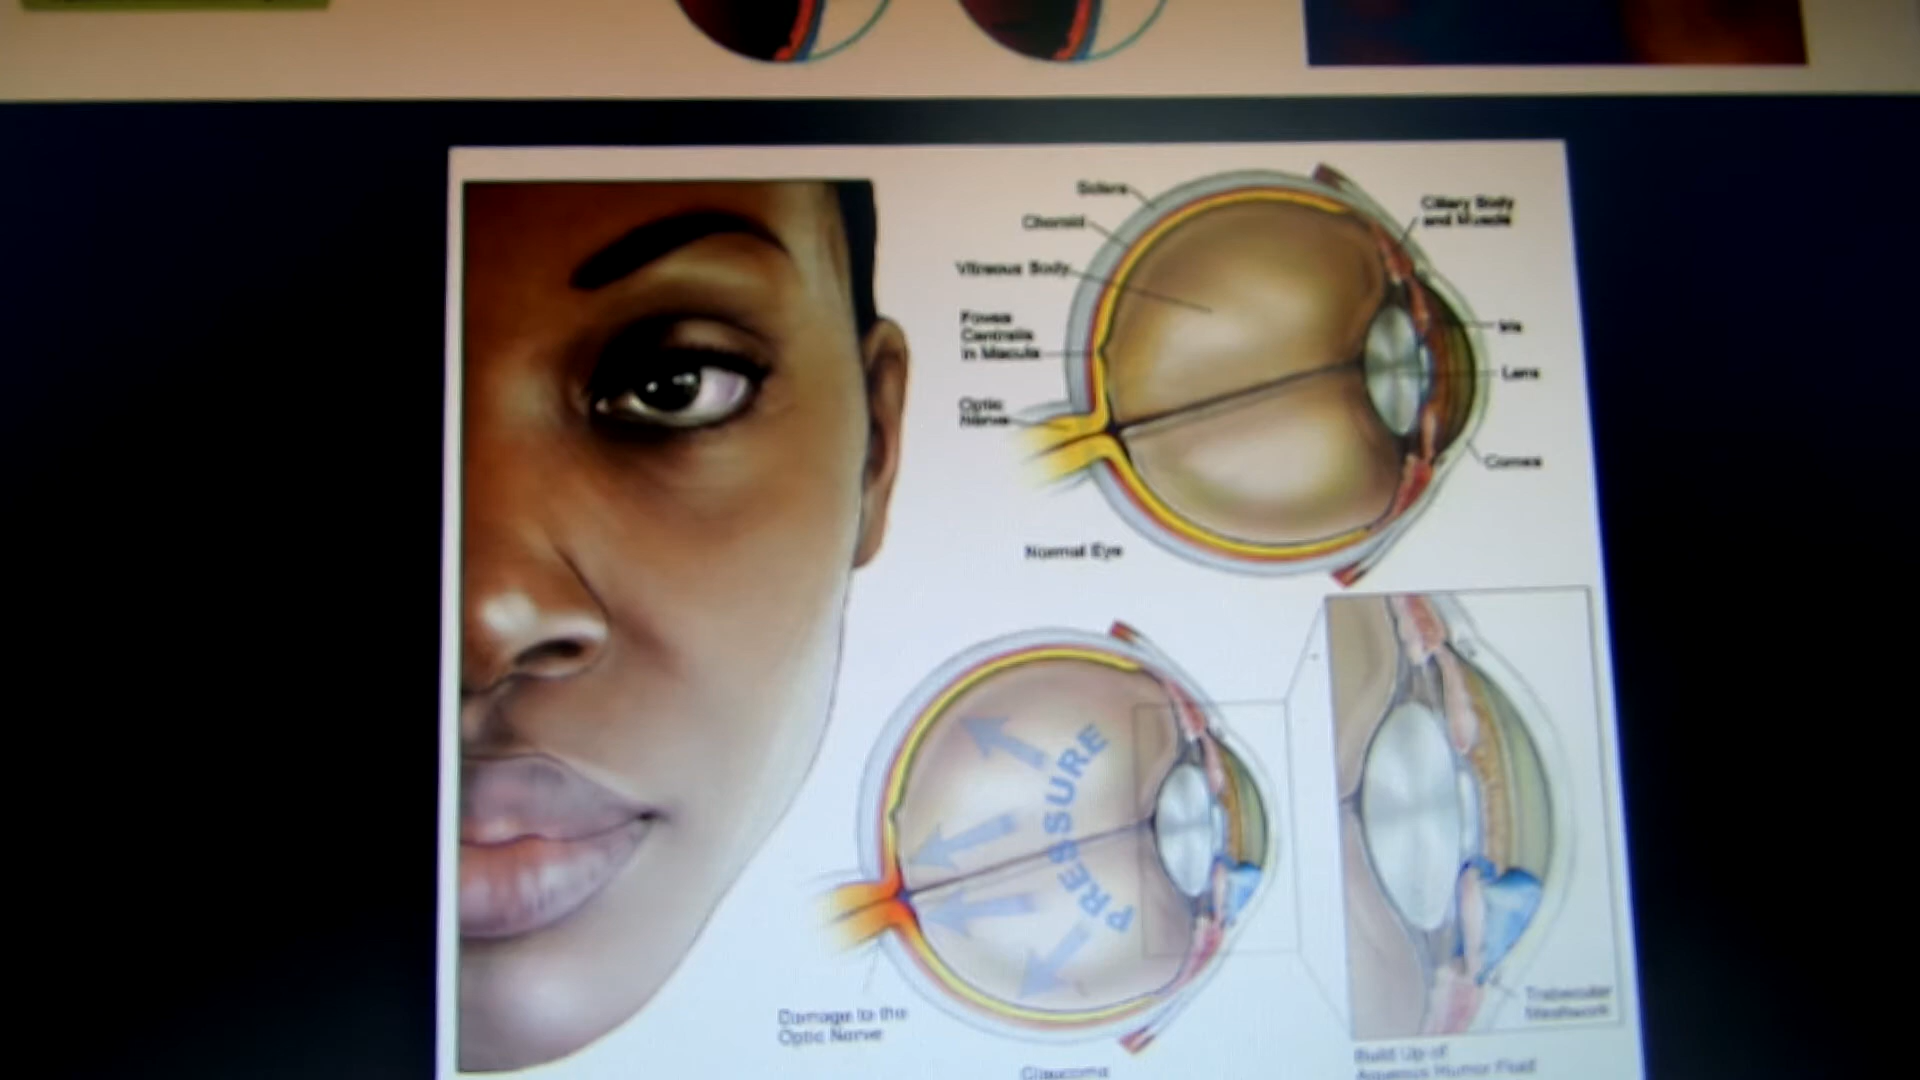 Sclera
Choroid
Vitreous Body
Fovea
Centralis
in Macula
Optic
Nerve
Ciliary Body
and Muscle
Iris
Lens
Cornea
Normal Eye
PRESSURE
Damage to the
Optic Nerve
Glaucoma
Trabecular
Meshwork
Build Up of
Aqueous Humor Fluid